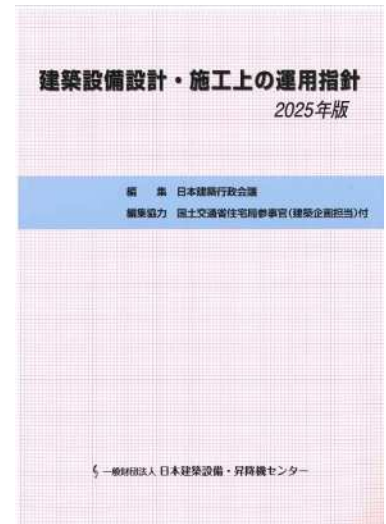 建築設備設計・施工上の運用指針
2025年版
編　集　日本建築行政会議
編集協力　国土交通省住宅局参事官(建築企画担当)付
一般財団法人 日本建築設備・昇降機センター